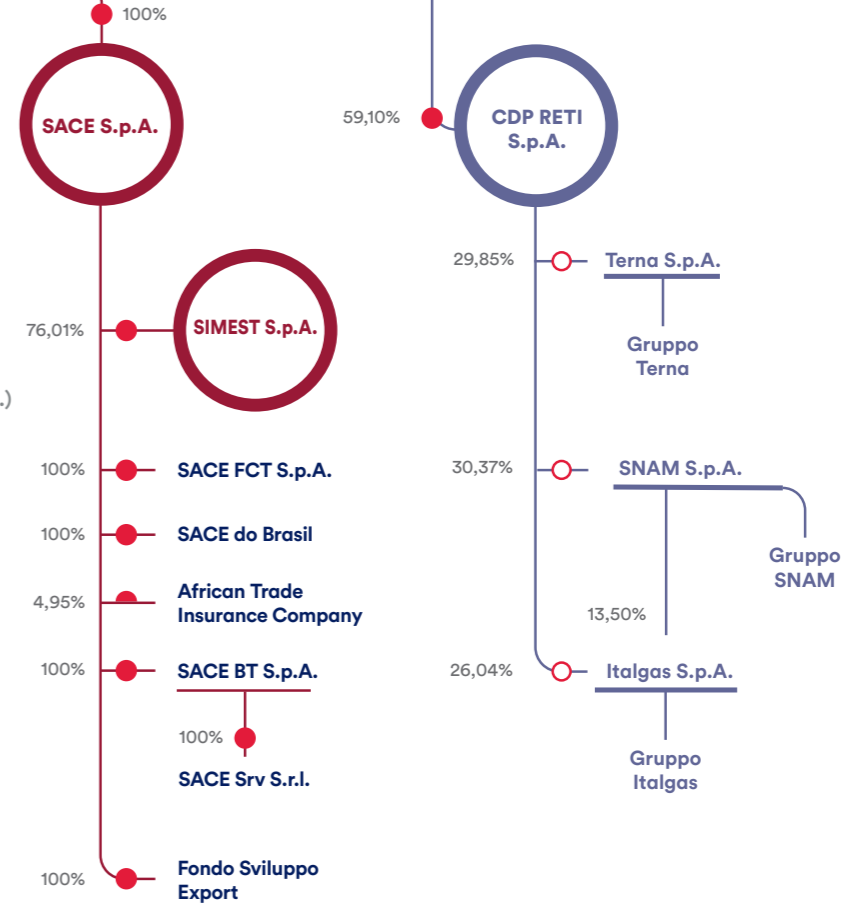 100%
SACE S.p.A.
76,01%
SIMEST S.p.A.
.)
100%
SACE FCT S.p.A.
100%
SACE do Brasil
4,95%
African Trade
Insurance Company
100%
SACE BT S.p.A.
100%
SACE Srv S.r.l.
100%
Fondo Sviluppo
Export
59,10%
CDP RETI
S.p.A.
29,85%
Terna S.p.A.
Gruppo
Terna
30,37%
SNAM S.p.A.
Gruppo
SNAM
13,50%
26,04%
Italgas S.p.A.
Gruppo
Italgas